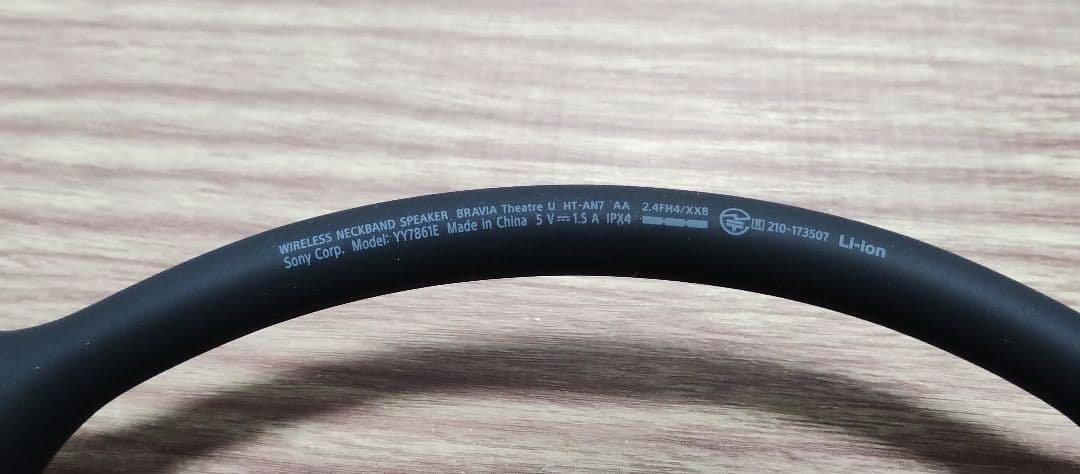 WIRELESS NECKBAND SPEAKER BRAVIA Theatre U HT-AN7 AA 2.4FH4/XX8
Sony Corp. Model: YY7861E Made in China 5 V⎓1.5 A IPX4 R 210-173507 Li-ion